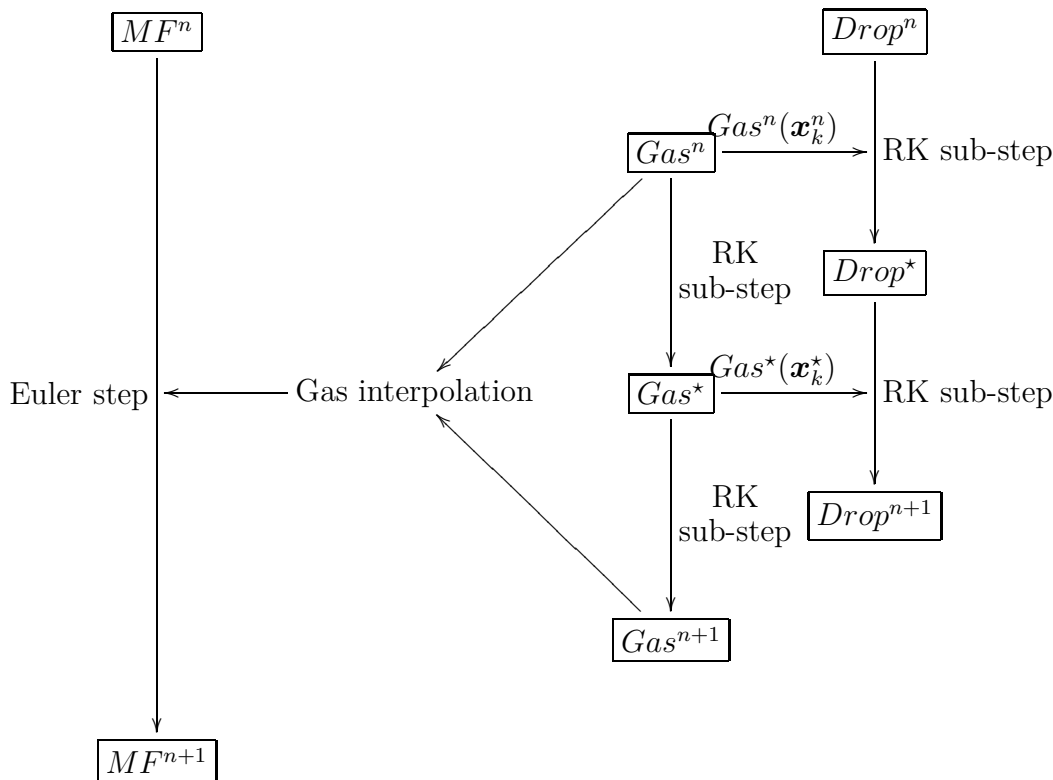 MF^n
Drop^n
Gas^n(x_k^n)
Gas^n
RK sub-step
RK
sub-step
Drop^⋆
Gas^⋆(x_k^⋆)
Euler step
Gas interpolation
Gas^⋆
RK sub-step
RK
sub-step
Drop^{n+1}
Gas^{n+1}
MF^{n+1}